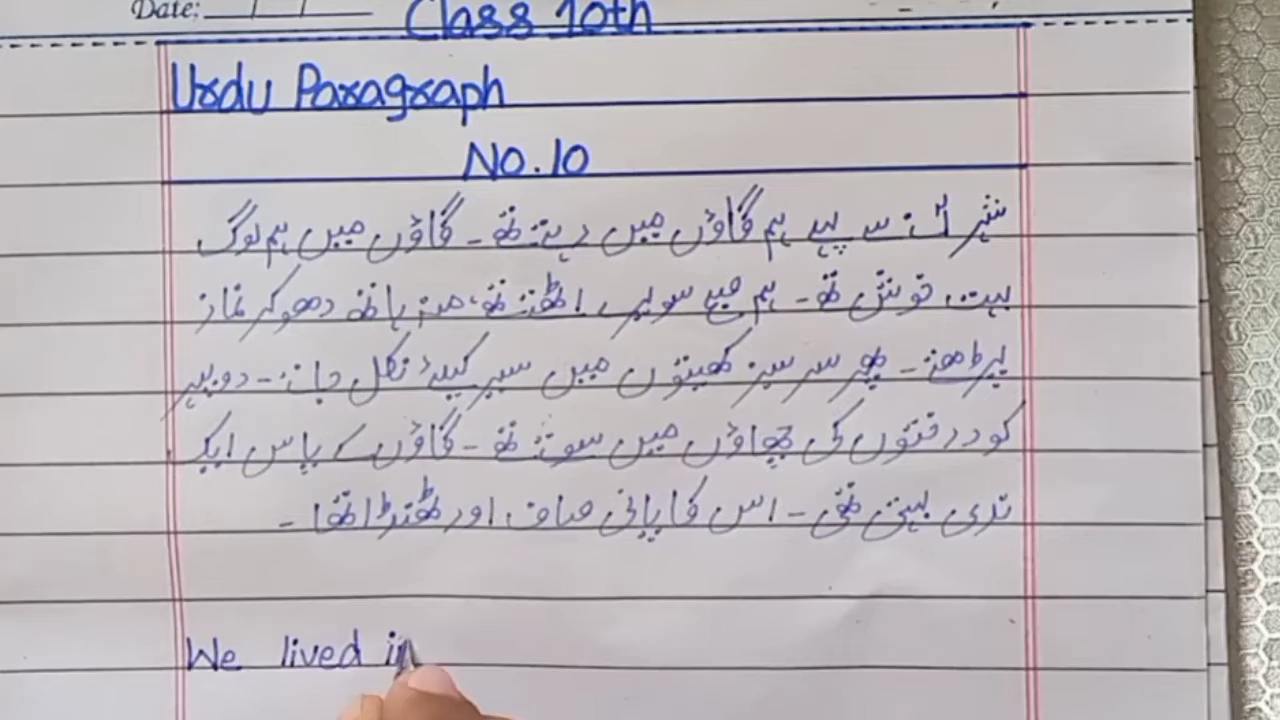 Date:
Class 10th
Urdu Paragraph
No.10
شہر آنے سے پہلے ہم گاؤں میں رہتے تھے۔ گاؤں میں ہم لوگ
بہت خوش تھے۔ ہم صبح سویرے اٹھتے تھے، منہ ہاتھ دھو کر نماز
پڑھتے۔ پھر سرسبز کھیتوں میں سیر کیلئے نکل جاتے۔ دوپہر
کو درختوں کی چھاؤں میں سوتے تھے۔ گاؤں کے پاس ایک
ندی بہتی تھی۔ اس کا پانی صاف اور ٹھنڈا تھا۔
We lived in